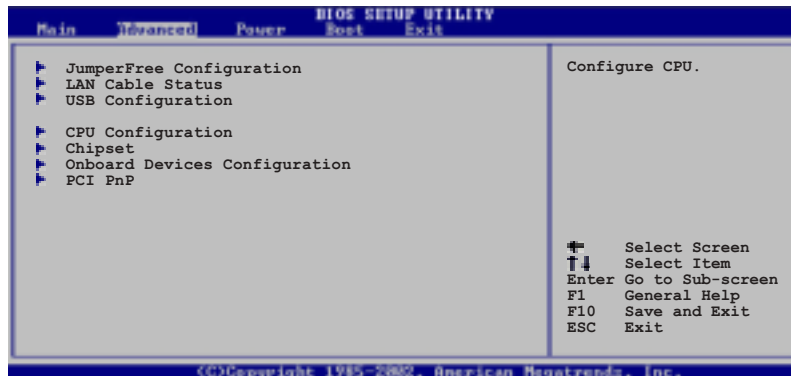 BIOS SETUP UTILITY
Main Advanced Power Boot Exit
JumperFree Configuration
LAN Cable Status
USB Configuration
CPU Configuration
Chipset
Onboard Devices Configuration
PCI PnP
Configure CPU.
Select Screen
Select Item
Enter Go to Sub-screen
F1 General Help
F10 Save and Exit
ESC Exit
(C)Copyright 1985-2002, American Megatrends, Inc.